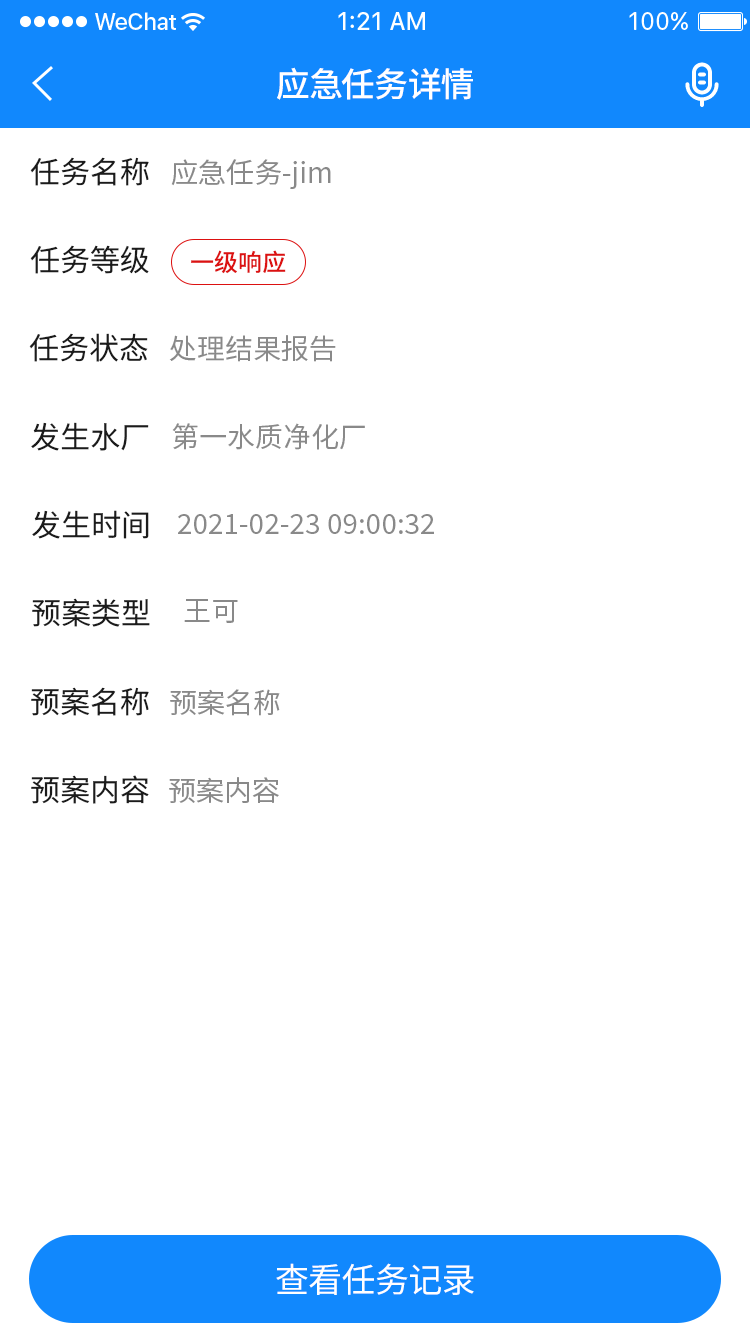 WeChat 1:21 AM 100%
应急任务详情
任务名称 应急任务-jim
任务等级 一级响应
任务状态 处理结果报告
发生水厂 第一水质净化厂
发生时间 2021-02-23 09:00:32
预案类型 王可
预案名称 预案名称
预案内容 预案内容
查看任务记录